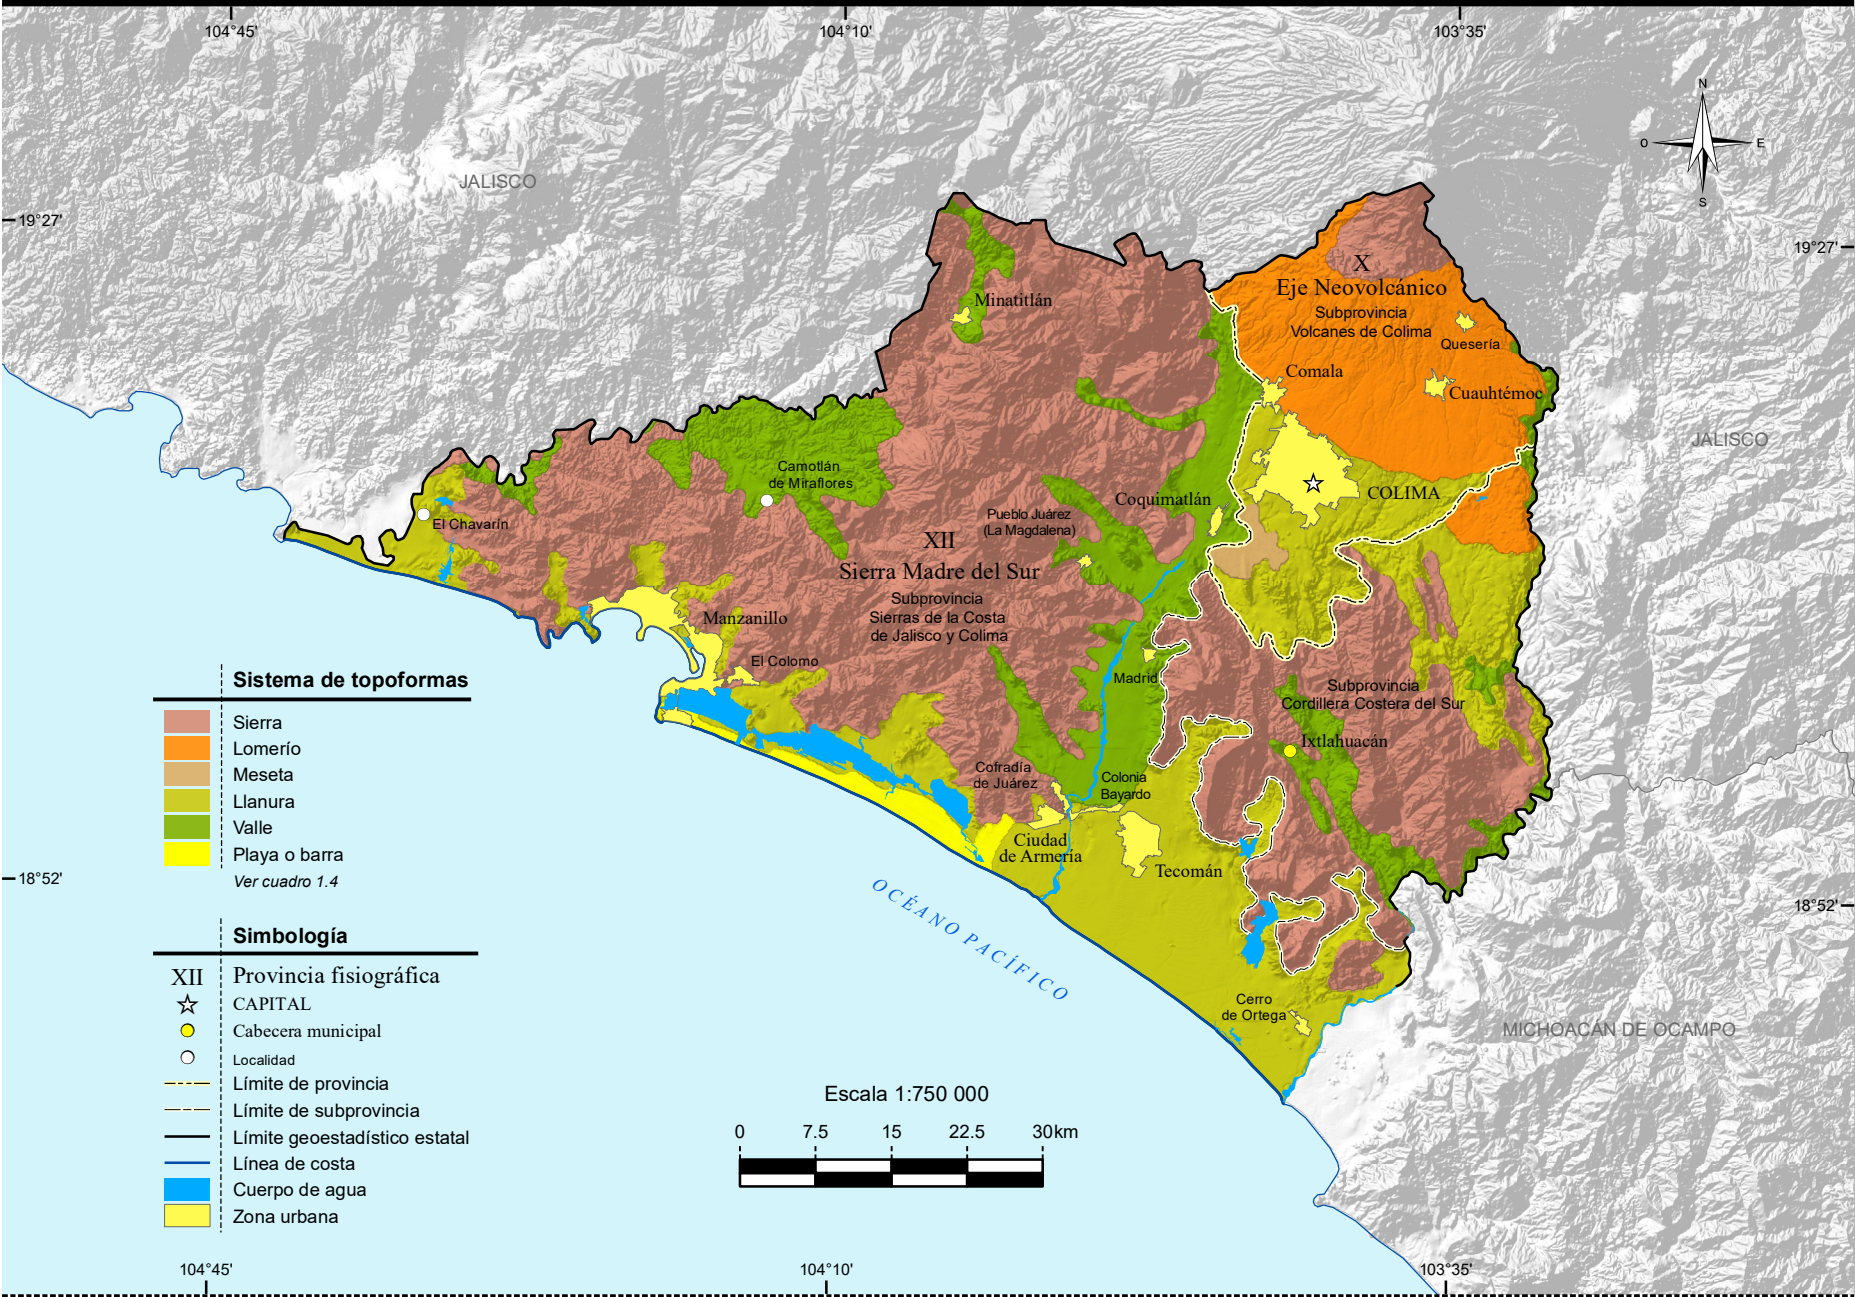 104°45'
104°10'
103°35'
N
O
E
S
19°27'
19°27'
JALISCO
X
Eje Neovolcánico
Subprovincia
Volcanes de Colima
Minatitlán
Quesería
Comala
Cuauhtémoc
JALISCO
Camotlán
de Miraflores
Coquimatlán
COLIMA
El Chavarín
Pueblo Juárez
(La Magdalena)
XII
Sierra Madre del Sur
Subprovincia
Sierras de la Costa
de Jalisco y Colima
Manzanillo
El Colomo
Madrid
Subprovincia
Cordillera Costera del Sur
Ixtlahuacán
Cofradía
de Juárez
Colonia
Bayardo
Ciudad
de Armería
Tecomán
18°52'
18°52'
OCÉANO PACÍFICO
Cerro
de Ortega
MICHOACÁN DE OCAMPO
Sistema de topoformas
Sierra
Lomerío
Meseta
Llanura
Valle
Playa o barra
Ver cuadro 1.4
Simbología
XII Provincia fisiográfica
CAPITAL
Cabecera municipal
Localidad
Límite de provincia
Límite de subprovincia
Límite geoestadístico estatal
Línea de costa
Cuerpo de agua
Zona urbana
Escala 1:750 000
0 7.5 15 22.5 30km
104°45'
104°10'
103°35'